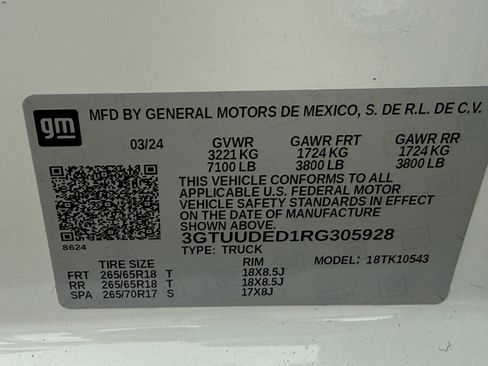 gm
MFD BY GENERAL MOTORS DE MEXICO, S. DE R.L. DE C.V.
03/24 GVWR GAWR FRT GAWR RR
3221 KG 1724 KG 1724 KG
7100 LB 3800 LB 3800 LB
THIS VEHICLE CONFORMS TO ALL
APPLICABLE U.S. FEDERAL MOTOR
VEHICLE SAFETY STANDARDS IN EFFECT
ON THE DATE OF MANUFACTURE
SHOWN ABOVE.
8624 3GTUUDED1RG305928
TYPE: TRUCK
TIRE SIZE RIM MODEL: 18TK10543
FRT 265/65R18 T 18X8.5J
RR 265/65R18 T 18X8.5J
SPA 265/70R17 S 17X8J